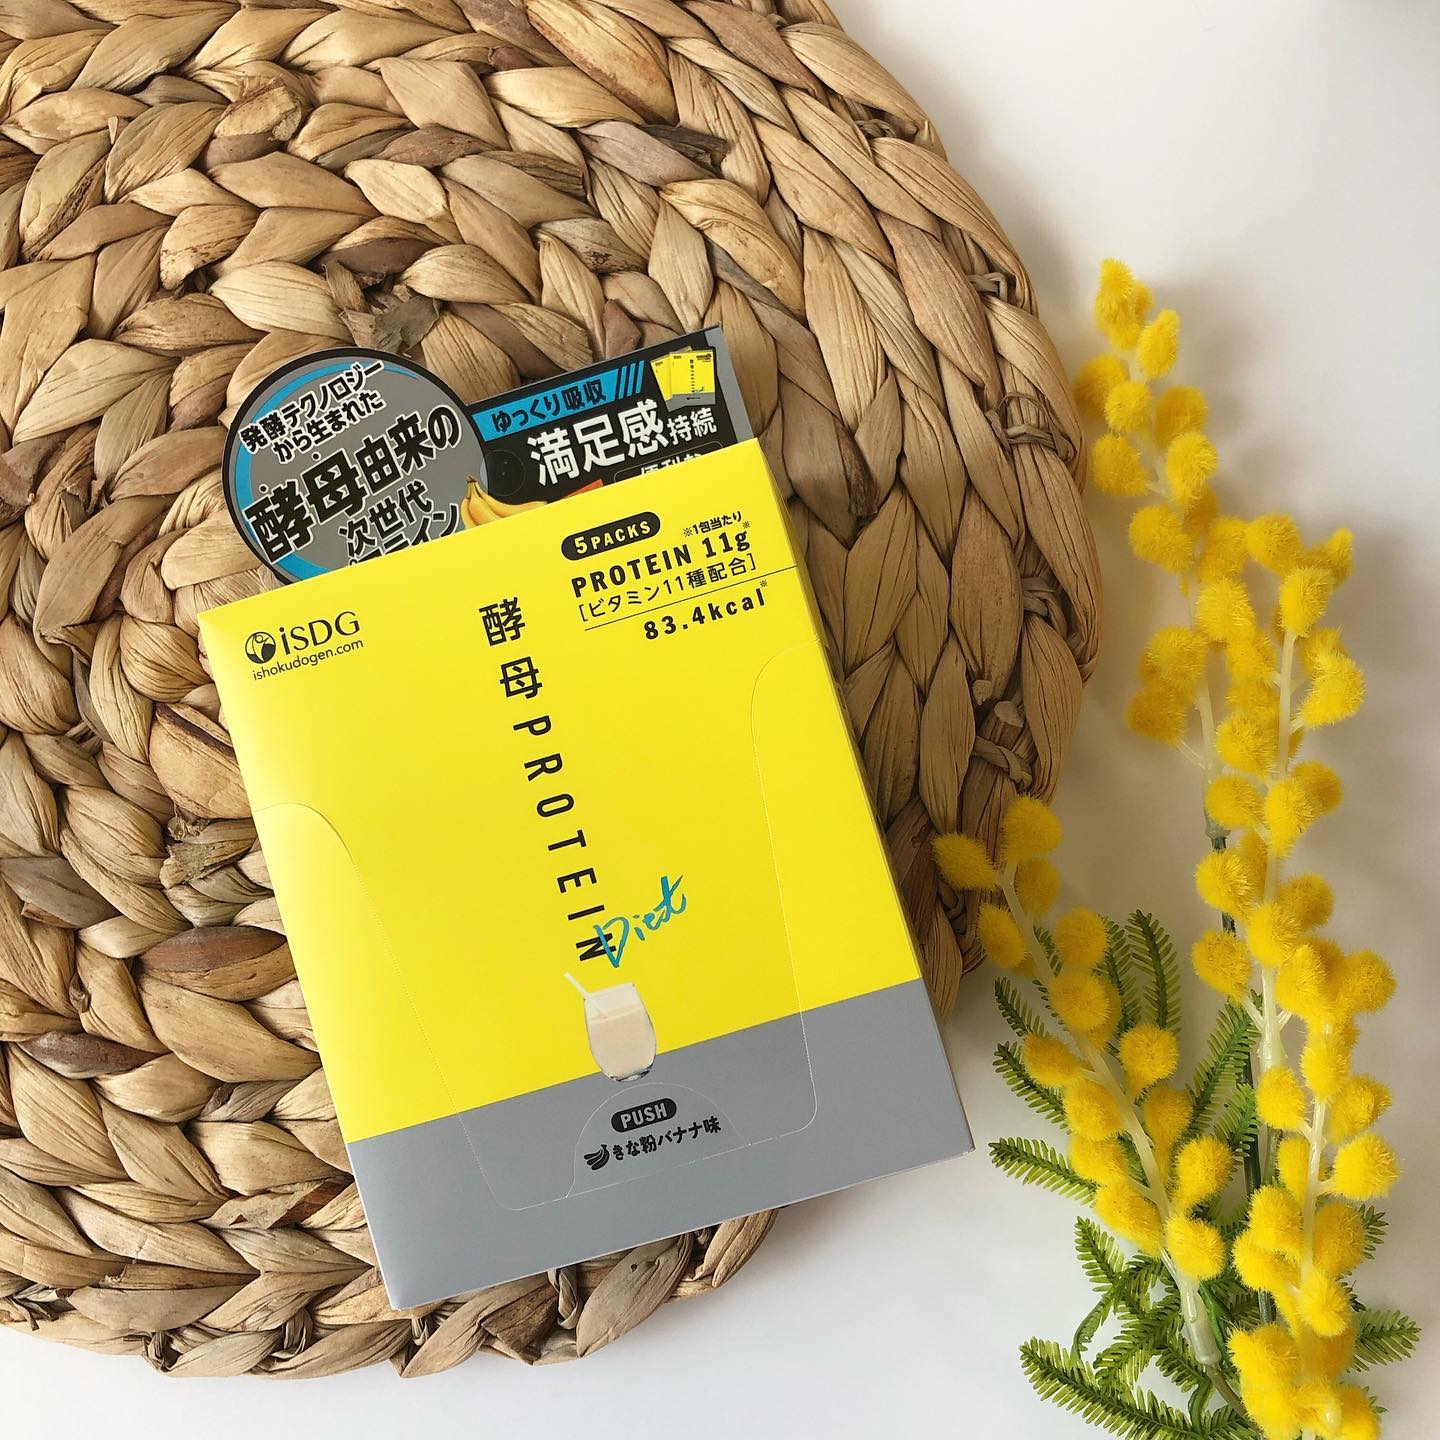 発酵テクノロジー
から生まれた
酵母由来の
次世代
ゆっくり吸収
満足感持続
5PACKS
※1包当たり
PROTEIN 11g※
[ビタミン11種配合]
83.4kcal※
iSDG
ishokudogen.com
酵母PROTEIN
Diet
PUSH
きな粉バナナ味